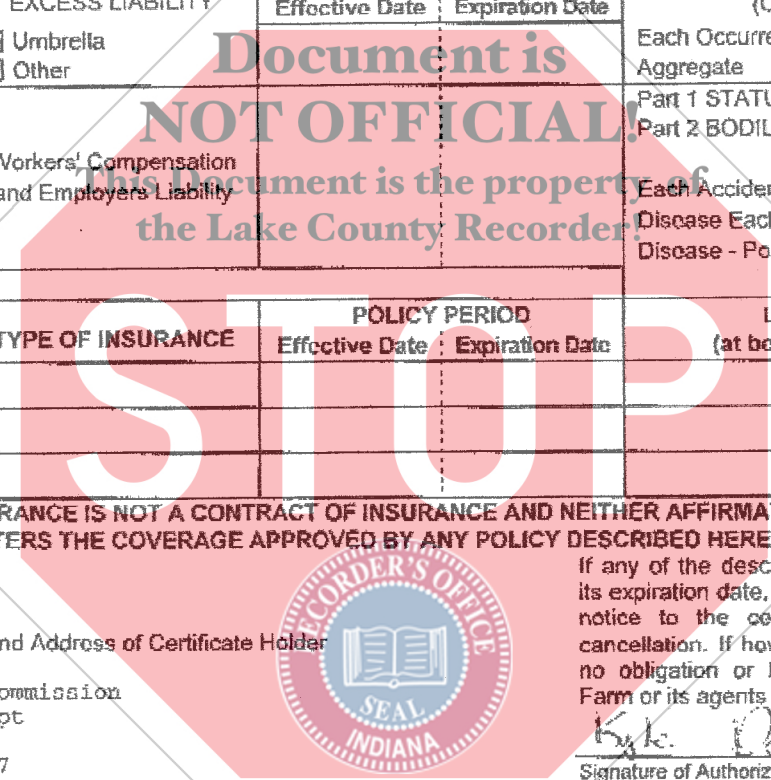 EXCESS LIABILITY
Effective Date Expiration Date
Umbrella
Other
Each Occurre
Aggregate
Document is
NOT OFFICIAL!
This Document is the property of
the Lake County Recorder!
Part 1 STATU
Part 2 BODIL
Workers' Compensation
and Employers Liability
Each Acciden
Disease Each
Disease - Po
STOP
TYPE OF INSURANCE
POLICY PERIOD
Effective Date Expiration Date
(at be
RANCE IS NOT A CONTRACT OF INSURANCE AND NEITHER AFFIRMA
TERS THE COVERAGE APPROVED BY ANY POLICY DESCRIBED HERE
If any of the desc
its expiration date,
notice to the ce
cancellation. If how
no obligation or l
Farm or its agents
nd Address of Certificate Holder
ommission
pt
7
RECORDER'S OFFICE
SEAL
INDIANA
Kyle
Signature of Authoriz